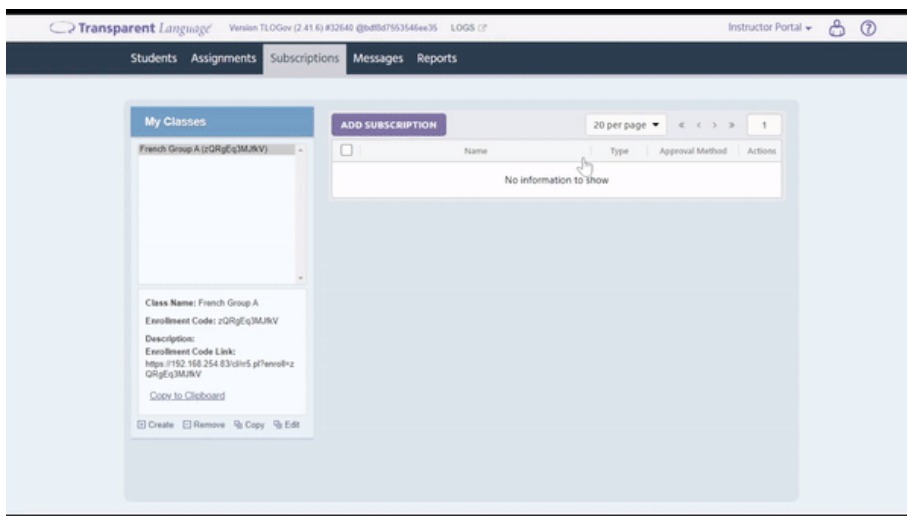 Transparent Language Version TLOGov (2.41.6) #32640 LOGS Instructor Portal
Students Assignments Subscriptions Messages Reports
My Classes
French Group A (zQRgEq3MJfkV)
Class Name: French Group A
Enrollment Code: zQRgEq3MJfkV
Description:
Enrollment Code Link:
https://192.168.254.83/cl/ir5.pl?enroll=z
QRgEq3MJfkV
Copy to Clipboard
Create Remove Copy Edit
ADD SUBSCRIPTION 20 per page « < > » 1
Name Type Approval Method Actions
No information to show